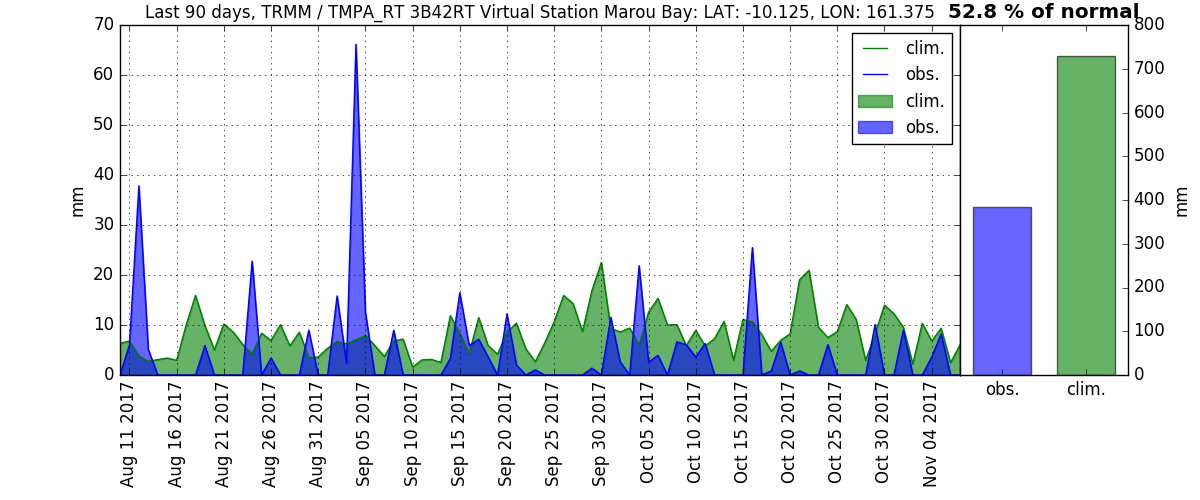 Last 90 days, TRMM / TMPA_RT 3B42RT Virtual Station Marou Bay: LAT: -10.125, LON: 161.375
52.8 % of normal
70
60
50
40
30
20
10
0
mm
clim.
obs.
clim.
obs.
800
700
600
500
400
300
200
100
0
mm
Aug 11 2017
Aug 16 2017
Aug 21 2017
Aug 26 2017
Aug 31 2017
Sep 05 2017
Sep 10 2017
Sep 15 2017
Sep 20 2017
Sep 25 2017
Sep 30 2017
Oct 05 2017
Oct 10 2017
Oct 15 2017
Oct 20 2017
Oct 25 2017
Oct 30 2017
Nov 04 2017
obs.
clim.